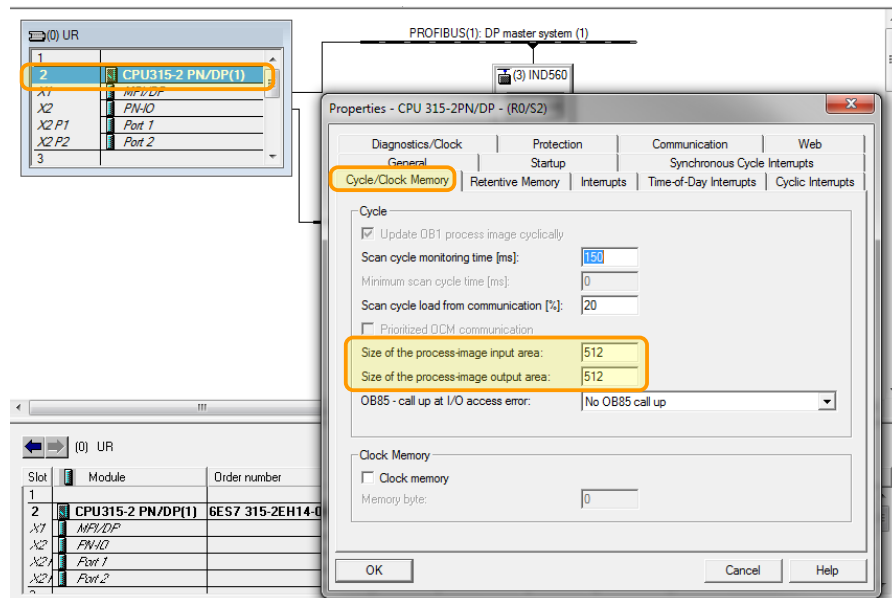 (0) UR
1
2 CPU315-2 PN/DP(1)
X1 MPI/DP
X2 PN-IO
X2 P1 Port 1
X2 P2 Port 2
3
PROFIBUS(1): DP master system (1)
(3) IND560
Properties - CPU 315-2PN/DP - (R0/S2)
Diagnostics/Clock Protection Communication Web
General Startup Synchronous Cycle Interrupts
Cycle/Clock Memory Retentive Memory Interrupts Time-of-Day Interrupts Cyclic Interrupts
Cycle
Update OB1 process image cyclically
Scan cycle monitoring time [ms]: 150
Minimum scan cycle time [ms]: 0
Scan cycle load from communication [%]: 20
Prioritized OCM communication
Size of the process-image input area: 512
Size of the process-image output area: 512
OB85 - call up at I/O access error: No OB85 call up
Clock Memory
Clock memory
Memory byte: 0
OK Cancel Help
(0) UR
Slot Module Order number
1
2 CPU315-2 PN/DP(1) 6ES7 315-2EH14-0
X1 MPI/DP
X2 PN-IO
X2 Port 1
X2 Port 2